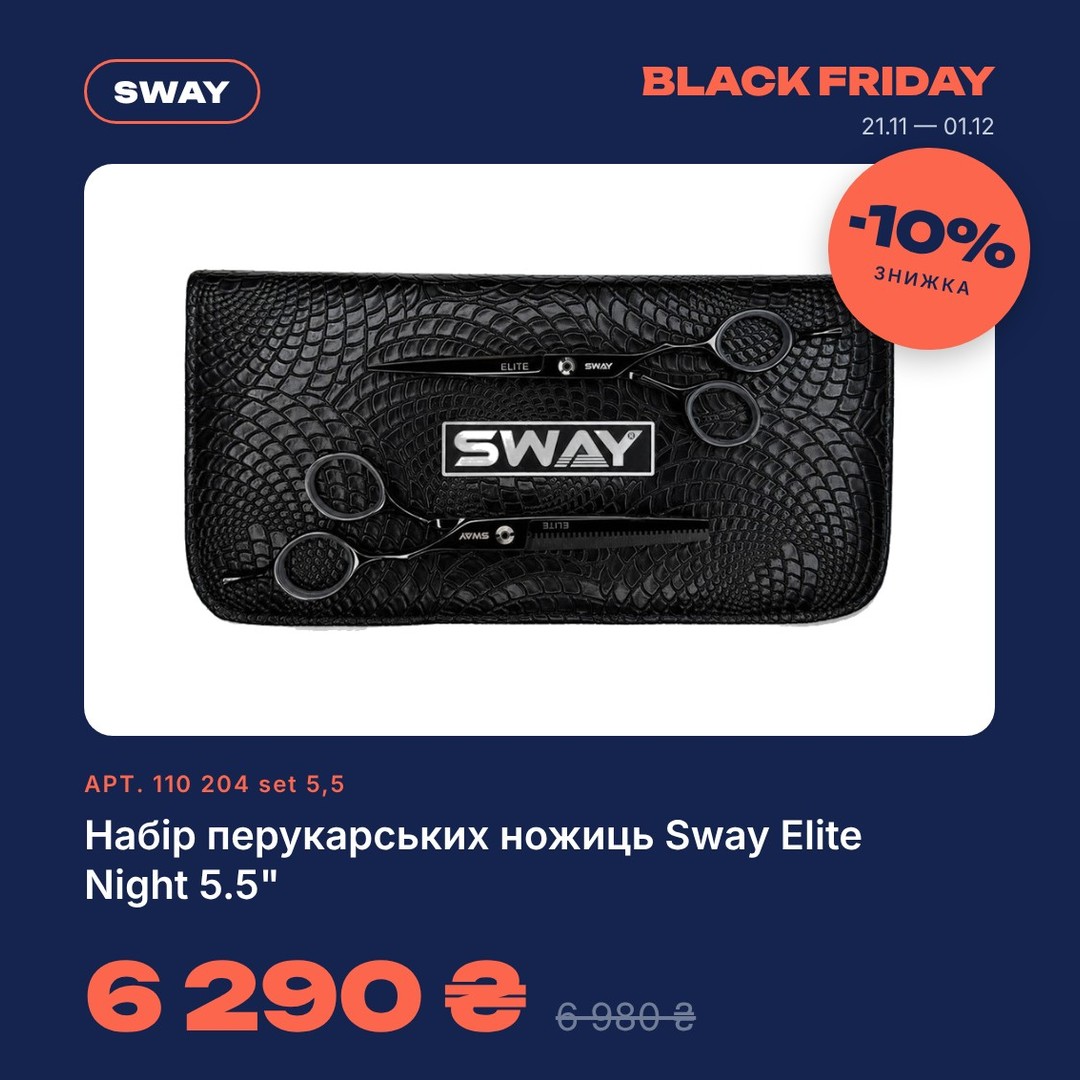 SWAY
BLACK FRIDAY
21.11 — 01.12
-10%
ЗНИЖКА
ELITE SWAY
SWAY®
SWAY ELITE
АРТ. 110 204 set 5,5
Набір перукарських ножиць Sway Elite
Night 5.5"
6 290 ₴ 6 980 ₴